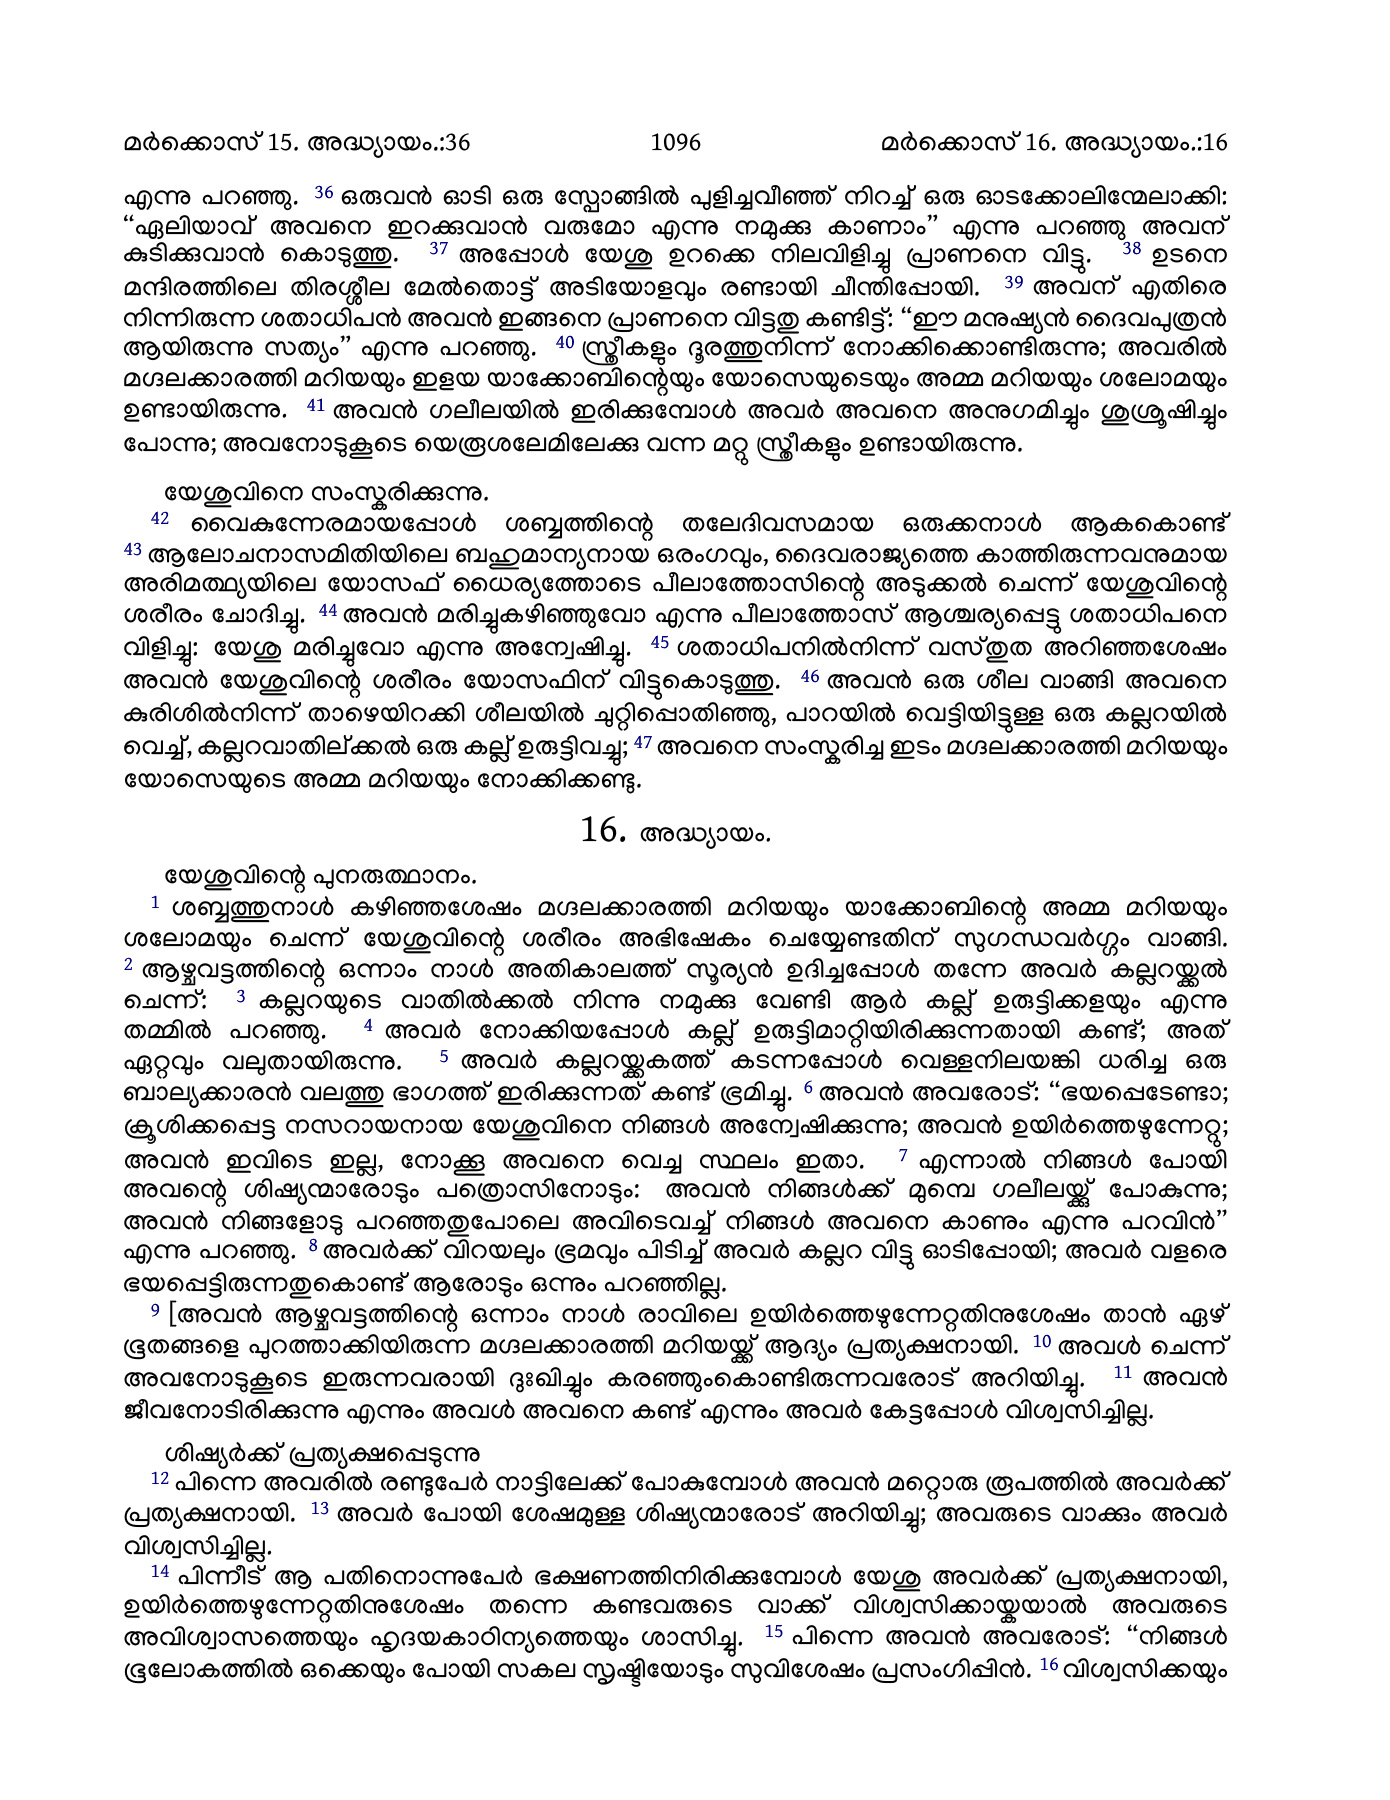 മർക്കൊസ് 15. അദ്ധ്യായം.:36 1096 മർക്കൊസ് 16. അദ്ധ്യായം.:16
എന്നു പറഞ്ഞു. 36 ഒരുവൻ ഓടി ഒരു സ്പോങ്ങിൽ പുളിച്ചവീഞ്ഞ് നിറച്ച് ഒരു ഓടക്കോലിന്മേലാക്കി:
“ഏലിയാവ് അവനെ ഇറക്കുവാൻ വരുമോ എന്നു നമുക്കു കാണാം” എന്നു പറഞ്ഞു അവന്
കുടിക്കുവാൻ കൊടുത്തു. 37 അപ്പോൾ യേശു ഉറക്കെ നിലവിളിച്ചു പ്രാണനെ വിട്ടു. 38 ഉടനെ
മന്ദിരത്തിലെ തിരശ്ശീല മേൽതൊട്ട് അടിയോളവും രണ്ടായി ചീന്തിപ്പോയി. 39 അവന് എതിരെ
നിന്നിരുന്ന ശതാധിപൻ അവൻ ഇങ്ങനെ പ്രാണനെ വിട്ടതു കണ്ടിട്ട്: “ഈ മനുഷ്യൻ ദൈവപുത്രൻ
ആയിരുന്നു സത്യം” എന്നു പറഞ്ഞു. 40 സ്ത്രീകളും ദൂരത്തുനിന്ന് നോക്കിക്കൊണ്ടിരുന്നു; അവരിൽ
മഗ്ദലക്കാരത്തി മറിയയും ഇളയ യാക്കോബിന്റെയും യോസെയുടെയും അമ്മ മറിയയും ശലോമയും
ഉണ്ടായിരുന്നു. 41 അവൻ ഗലീലയിൽ ഇരിക്കുമ്പോൾ അവർ അവനെ അനുഗമിച്ചും ശുശ്രൂഷിച്ചും
പോന്നു; അവനോടുകൂടെ യെരൂശലേമിലേക്കു വന്ന മറ്റു സ്ത്രീകളും ഉണ്ടായിരുന്നു.
യേശുവിനെ സംസ്കരിക്കുന്നു.
42 വൈകുന്നേരമായപ്പോൾ ശബ്ബത്തിന്റെ തലേദിവസമായ ഒരുക്കനാൾ ആകകൊണ്ട്
43 ആലോചനാസമിതിയിലെ ബഹുമാന്യനായ ഒരംഗവും, ദൈവരാജ്യത്തെ കാത്തിരുന്നവനുമായ
അരിമത്ഥ്യയിലെ യോസഫ് ധൈര്യത്തോടെ പീലാത്തോസിന്റെ അടുക്കൽ ചെന്ന് യേശുവിന്റെ
ശരീരം ചോദിച്ചു. 44 അവൻ മരിച്ചുകഴിഞ്ഞുവോ എന്നു പീലാത്തോസ് ആശ്ചര്യപ്പെട്ടു ശതാധിപനെ
വിളിച്ചു: യേശു മരിച്ചുവോ എന്നു അന്വേഷിച്ചു. 45 ശതാധിപനിൽനിന്ന് വസ്തുത അറിഞ്ഞശേഷം
അവൻ യേശുവിന്റെ ശരീരം യോസഫിന് വിട്ടുകൊടുത്തു. 46 അവൻ ഒരു ശീല വാങ്ങി അവനെ
കുരിശിൽനിന്ന് താഴെയിറക്കി ശീലയിൽ ചുറ്റിപ്പൊതിഞ്ഞു, പാറയിൽ വെട്ടിയിട്ടുള്ള ഒരു കല്ലറയിൽ
വെച്ച്, കല്ലറവാതില്ക്കൽ ഒരു കല്ല് ഉരുട്ടിവച്ചു; 47 അവനെ സംസ്കരിച്ച ഇടം മഗ്ദലക്കാരത്തി മറിയയും
യോസെയുടെ അമ്മ മറിയയും നോക്കിക്കണ്ടു.
16. അദ്ധ്യായം.
യേശുവിന്റെ പുനരുത്ഥാനം.
1 ശബ്ബത്തുനാൾ കഴിഞ്ഞശേഷം മഗ്ദലക്കാരത്തി മറിയയും യാക്കോബിന്റെ അമ്മ മറിയയും
ശലോമയും ചെന്ന് യേശുവിന്റെ ശരീരം അഭിഷേകം ചെയ്യേണ്ടതിന് സുഗന്ധവർഗ്ഗം വാങ്ങി.
2 ആഴ്ചവട്ടത്തിന്റെ ഒന്നാം നാൾ അതികാലത്ത് സൂര്യൻ ഉദിച്ചപ്പോൾ തന്നേ അവർ കല്ലറയ്ക്കൽ
ചെന്ന്: 3 കല്ലറയുടെ വാതിൽക്കൽ നിന്നു നമുക്കു വേണ്ടി ആർ കല്ല് ഉരുട്ടിക്കളയും എന്നു
തമ്മിൽ പറഞ്ഞു. 4 അവർ നോക്കിയപ്പോൾ കല്ല് ഉരുട്ടിമാറ്റിയിരിക്കുന്നതായി കണ്ട്; അത്
ഏറ്റവും വലുതായിരുന്നു. 5 അവർ കല്ലറയ്ക്കകത്ത് കടന്നപ്പോൾ വെള്ളനിലയങ്കി ധരിച്ച ഒരു
ബാല്യക്കാരൻ വലത്തു ഭാഗത്ത് ഇരിക്കുന്നത് കണ്ട് ഭ്രമിച്ചു. 6 അവൻ അവരോട്: “ഭയപ്പെടേണ്ടാ;
ക്രൂശിക്കപ്പെട്ട നസറായനായ യേശുവിനെ നിങ്ങൾ അന്വേഷിക്കുന്നു; അവൻ ഉയിർത്തെഴുന്നേറ്റു;
അവൻ ഇവിടെ ഇല്ല, നോക്കൂ അവനെ വെച്ച സ്ഥലം ഇതാ. 7 എന്നാൽ നിങ്ങൾ പോയി
അവന്റെ ശിഷ്യന്മാരോടും പത്രൊസിനോടും: അവൻ നിങ്ങൾക്ക് മുമ്പെ ഗലീലയ്ക്കു് പോകുന്നു;
അവൻ നിങ്ങളോടു പറഞ്ഞതുപോലെ അവിടെവച്ച് നിങ്ങൾ അവനെ കാണും എന്നു പറവിൻ”
എന്നു പറഞ്ഞു. 8 അവർക്ക് വിറയലും ഭ്രമവും പിടിച്ച് അവർ കല്ലറ വിട്ടു ഓടിപ്പോയി; അവർ വളരെ
ഭയപ്പെട്ടിരുന്നതുകൊണ്ട് ആരോടും ഒന്നും പറഞ്ഞില്ല.
9 [അവൻ ആഴ്ചവട്ടത്തിന്റെ ഒന്നാം നാൾ രാവിലെ ഉയിർത്തെഴുന്നേറ്റതിനുശേഷം താൻ ഏഴ്
ഭൂതങ്ങളെ പുറത്താക്കിയിരുന്ന മഗ്ദലക്കാരത്തി മറിയയ്ക്ക് ആദ്യം പ്രത്യക്ഷനായി. 10 അവൾ ചെന്ന്
അവനോടുകൂടെ ഇരുന്നവരായി ദുഃഖിച്ചും കരഞ്ഞുംകൊണ്ടിരുന്നവരോട് അറിയിച്ചു. 11 അവൻ
ജീവനോടിരിക്കുന്നു എന്നും അവൾ അവനെ കണ്ട് എന്നും അവർ കേട്ടപ്പോൾ വിശ്വസിച്ചില്ല.
ശിഷ്യർക്ക് പ്രത്യക്ഷപ്പെടുന്നു
12 പിന്നെ അവരിൽ രണ്ടുപേർ നാട്ടിലേക്ക് പോകുമ്പോൾ അവൻ മറ്റൊരു രൂപത്തിൽ അവർക്ക്
പ്രത്യക്ഷനായി. 13 അവർ പോയി ശേഷമുള്ള ശിഷ്യന്മാരോട് അറിയിച്ചു; അവരുടെ വാക്കും അവർ
വിശ്വസിച്ചില്ല.
14 പിന്നീട് ആ പതിനൊന്നുപേർ ഭക്ഷണത്തിനിരിക്കുമ്പോൾ യേശു അവർക്ക് പ്രത്യക്ഷനായി,
ഉയിർത്തെഴുന്നേറ്റതിനുശേഷം തന്നെ കണ്ടവരുടെ വാക്ക് വിശ്വസിക്കായ്കയാൽ അവരുടെ
അവിശ്വാസത്തെയും ഹൃദയകാഠിന്യത്തെയും ശാസിച്ചു. 15 പിന്നെ അവൻ അവരോട്: “നിങ്ങൾ
ഭൂലോകത്തിൽ ഒക്കെയും പോയി സകല സൃഷ്ടിയോടും സുവിശേഷം പ്രസംഗിപ്പിൻ. 16 വിശ്വസിക്കയും